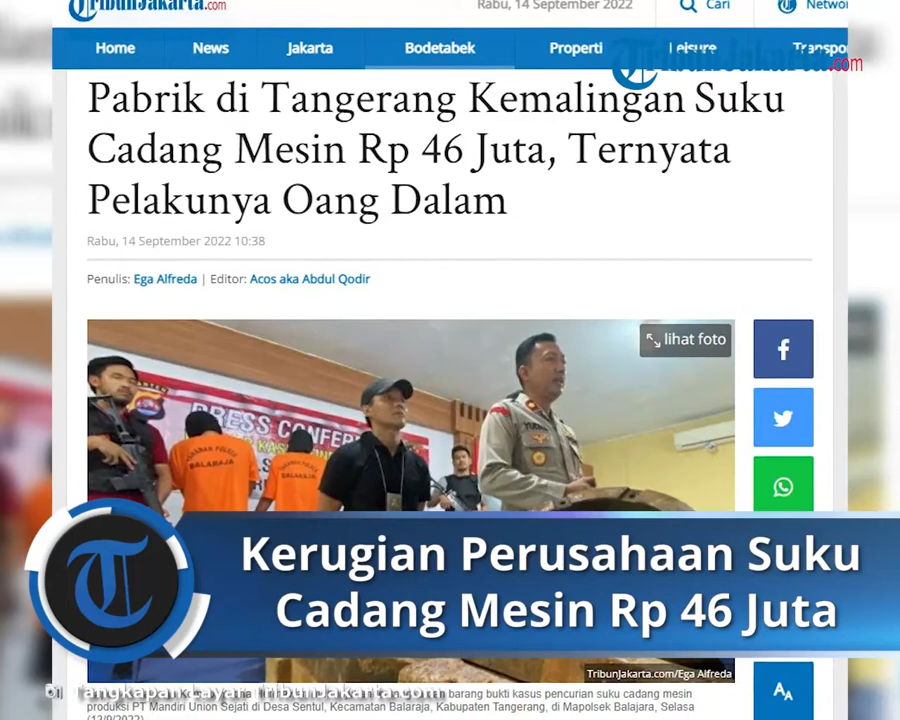 TribunJakarta.com
Rabu, 14 September 2022
Cari
Networ
Home
News
Jakarta
Bodetabek
Properti
Leisure
Transpo
TribunJakarta.com
Pabrik di Tangerang Kemalingan Suku
Cadang Mesin Rp 46 Juta, Ternyata
Pelakunya Oang Dalam
Rabu, 14 September 2022 10:38
Penulis: Ega Alfreda | Editor: Acos aka Abdul Qodir
lihat foto
PRESS CONFER
BALARAJA
BALARAJA
Kerugian Perusahaan Suku
Cadang Mesin Rp 46 Juta
TribunJakarta.com/Ega Alfreda
Tangkapan Layar TribunJakarta.com
barang bukti kasus pencurian suku cadang mesin
produksi PT Mandiri Union Sejati di Desa Sentul, Kecamatan Balaraja, Kabupaten Tangerang, di Mapolsek Balajara, Selasa
(12/9/2022)